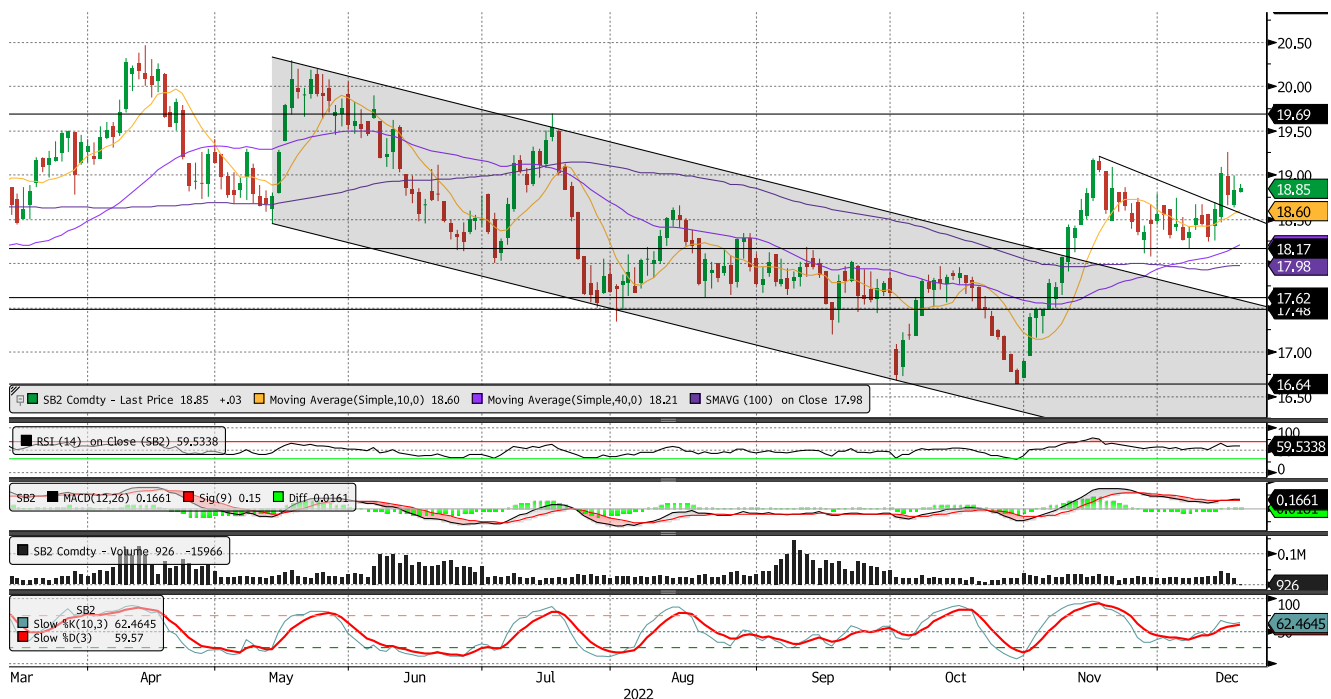 20.50
20.00
19.69
19.50
19.00
18.85
18.60
18.50
18.17
17.98
17.62
17.48
17.00
16.64
16.50
SB2 Comdty - Last Price 18.85 +.03 Moving Average(Simple,10,0) 18.60 Moving Average(Simple,40,0) 18.21 SMAVG (100) on Close 17.98
RSI (14) on Close (SB2) 59.5338
100
59.5338
0
SB2 MACD(12,26) 0.1661 Sig(9) 0.15 Diff 0.0161
0.1661
0.0161
SB2 Comdty - Volume 926 -15966
0.1M
926
SB2
Slow %K(10,3) 62.4645
Slow %D(3) 59.57
100
62.4645
Mar Apr May Jun Jul Aug Sep Oct Nov Dec
2022